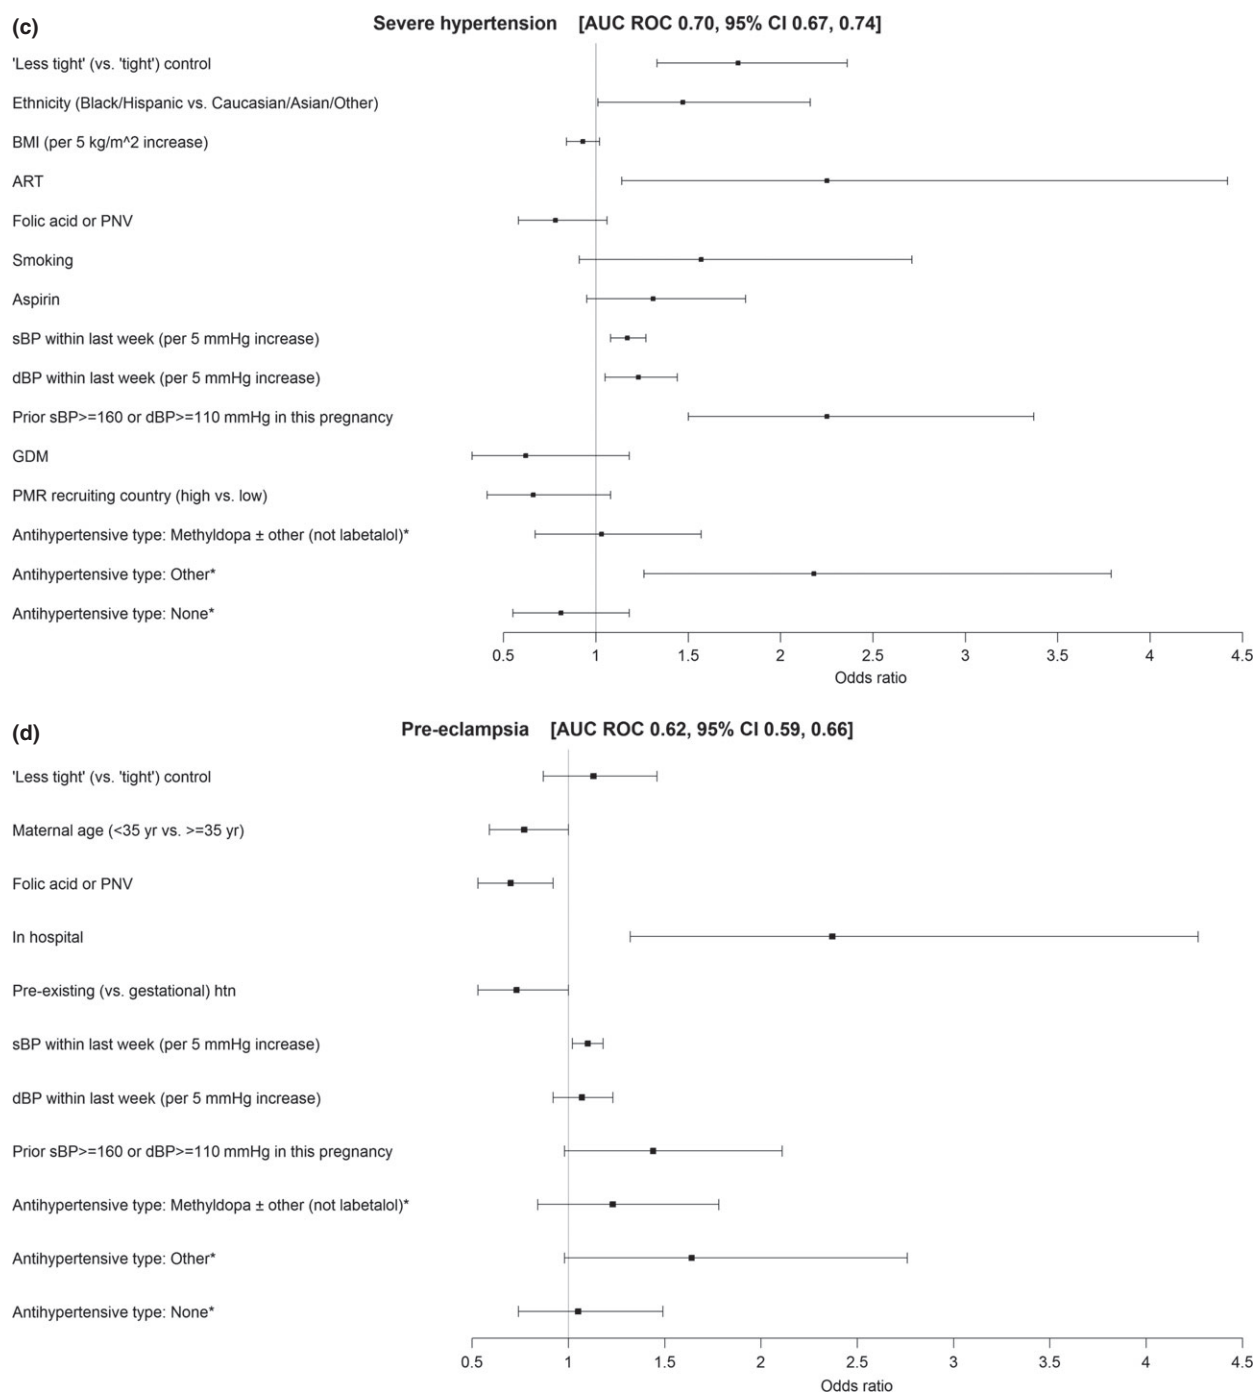 (c)
Severe hypertension [AUC ROC 0.70, 95% CI 0.67, 0.74]
'Less tight' (vs. 'tight') control
Ethnicity (Black/Hispanic vs. Caucasian/Asian/Other)
BMI (per 5 kg/m^2 increase)
ART
Folic acid or PNV
Smoking
Aspirin
sBP within last week (per 5 mmHg increase)
dBP within last week (per 5 mmHg increase)
Prior sBP>=160 or dBP>=110 mmHg in this pregnancy
GDM
PMR recruiting country (high vs. low)
Antihypertensive type: Methyldopa ± other (not labetalol)*
Antihypertensive type: Other*
Antihypertensive type: None*
0.5 1 1.5 2 2.5 3 3.5 4 4.5
Odds ratio
(d)
Pre-eclampsia [AUC ROC 0.62, 95% CI 0.59, 0.66]
'Less tight' (vs. 'tight') control
Maternal age (<35 yr vs. >=35 yr)
Folic acid or PNV
In hospital
Pre-existing (vs. gestational) htn
sBP within last week (per 5 mmHg increase)
dBP within last week (per 5 mmHg increase)
Prior sBP>=160 or dBP>=110 mmHg in this pregnancy
Antihypertensive type: Methyldopa ± other (not labetalol)*
Antihypertensive type: Other*
Antihypertensive type: None*
0.5 1 1.5 2 2.5 3 3.5 4 4.5
Odds ratio